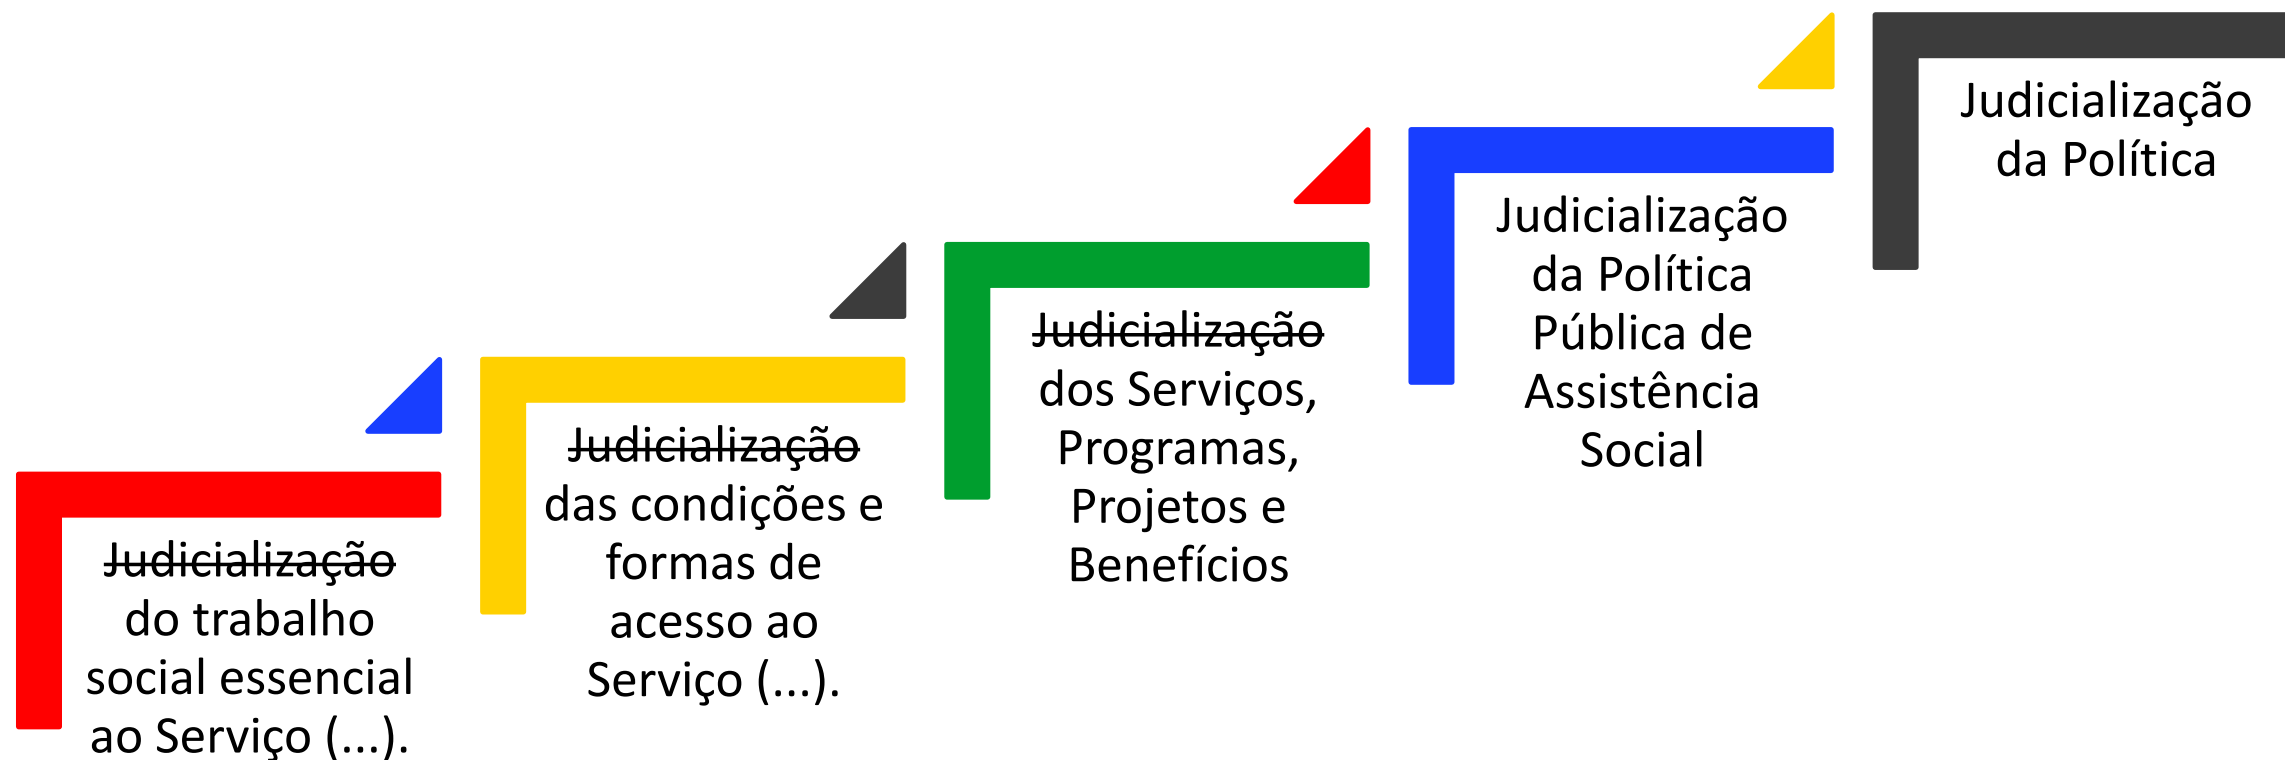 Judicialização
do trabalho
social essencial
ao Serviço (...).
Judicialização
das condições e
formas de
acesso ao
Serviço (...).
Judicialização
dos Serviços,
Programas,
Projetos e
Benefícios
Judicialização
da Política
Pública de
Assistência
Social
Judicialização
da Política